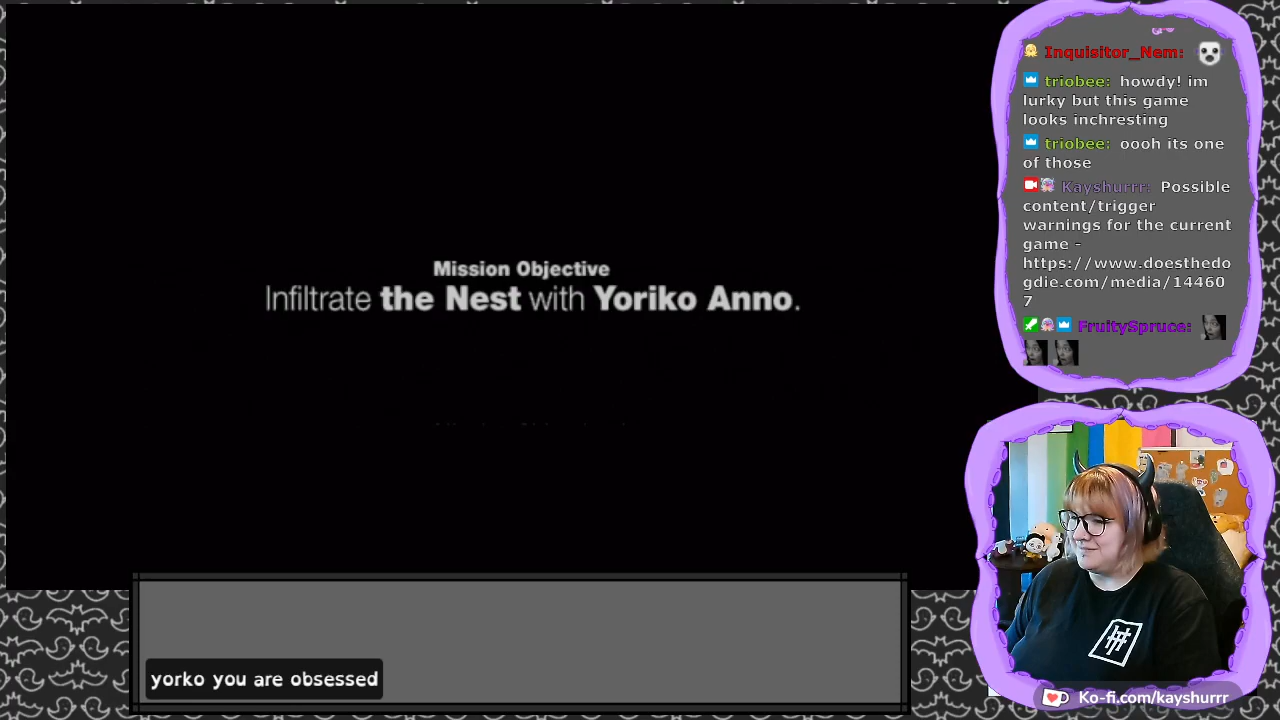 Mission Objective
Infiltrate the Nest with Yoriko Anno.
Inquisitor_Nem:
triobee: howdy! im
lurky but this game
looks inchresting
triobee: oooh its one
of those
Kayshurrr: Possible
content/trigger
warnings for the current
game -
https://www.doesthedo
gdie.com/media/14460
7
FruitySpruce:
yorko you are obsessed
Ko-fi.com/kayshurrr